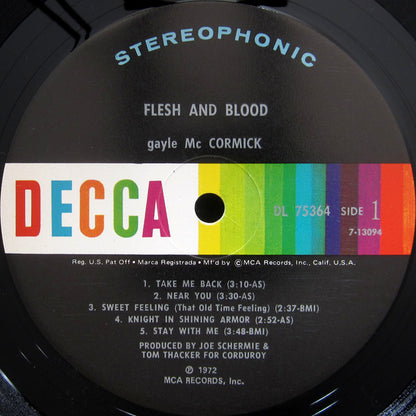 STEREOPHONIC
FLESH AND BLOOD
gayle Mc CORMICK
DECCA
DL 75364 SIDE 1
7-13094
Reg. U.S. Pat Off • Marca Registrada • Mf'd by ©MCA Records, Inc., Calif, U.S.A.
1. TAKE ME BACK (3:10-AS)
2. NEAR YOU (3:30-AS)
3. SWEET FEELING (That Old Time Feeling) (2:37-BMI)
4. KNIGHT IN SHINING ARMOR (2:52-AS)
5. STAY WITH ME (3:48-BMI)
PRODUCED BY JOE SCHERMIE &
TOM THACKER FOR CORDUROY
℗ 1972
MCA RECORDS, Inc.